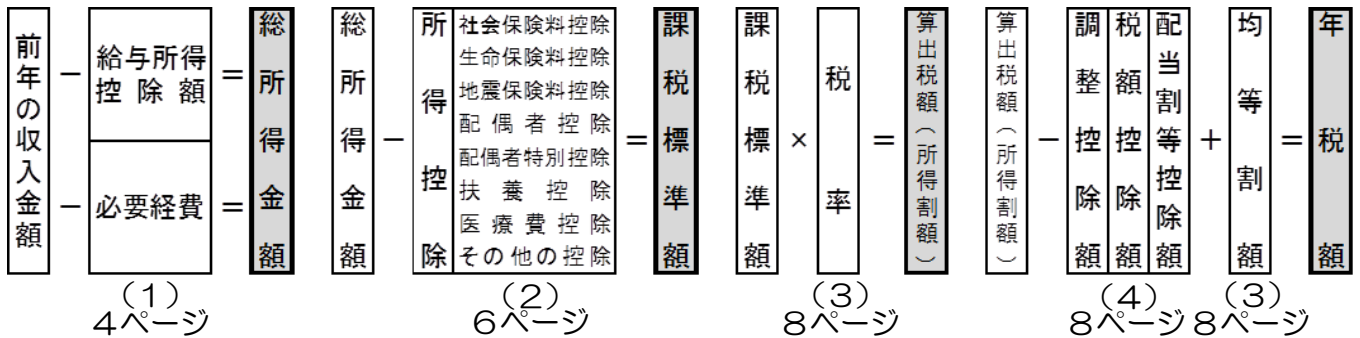 前年の収入金額
－
給与所得
控除額
＝
－
必要経費
＝
総所得金額
総所得金額
－
所得控除
社会保険料控除
生命保険料控除
地震保険料控除
配偶者控除
配偶者特別控除
扶養控除
医療費控除
その他の控除
＝
課税標準額
課税標準額
×
税率
＝
算出税額（所得割額）
算出税額（所得割額）
－
調整控除額
税額控除額
配当割等控除額
＋
均等割額
＝
年税額
（1）
4ページ
（2）
6ページ
（3）
8ページ
（4）
8ページ
（3）
8ページ